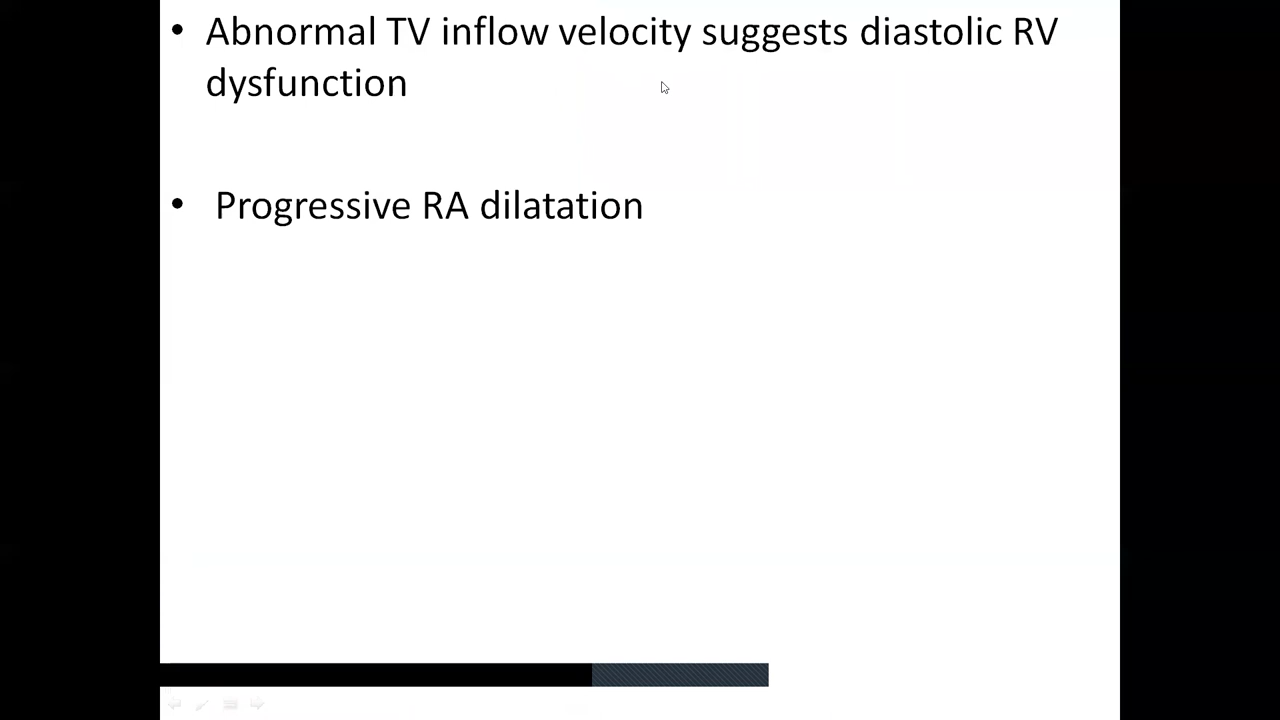 • Abnormal TV inflow velocity suggests diastolic RV
dysfunction
• Progressive RA dilatation